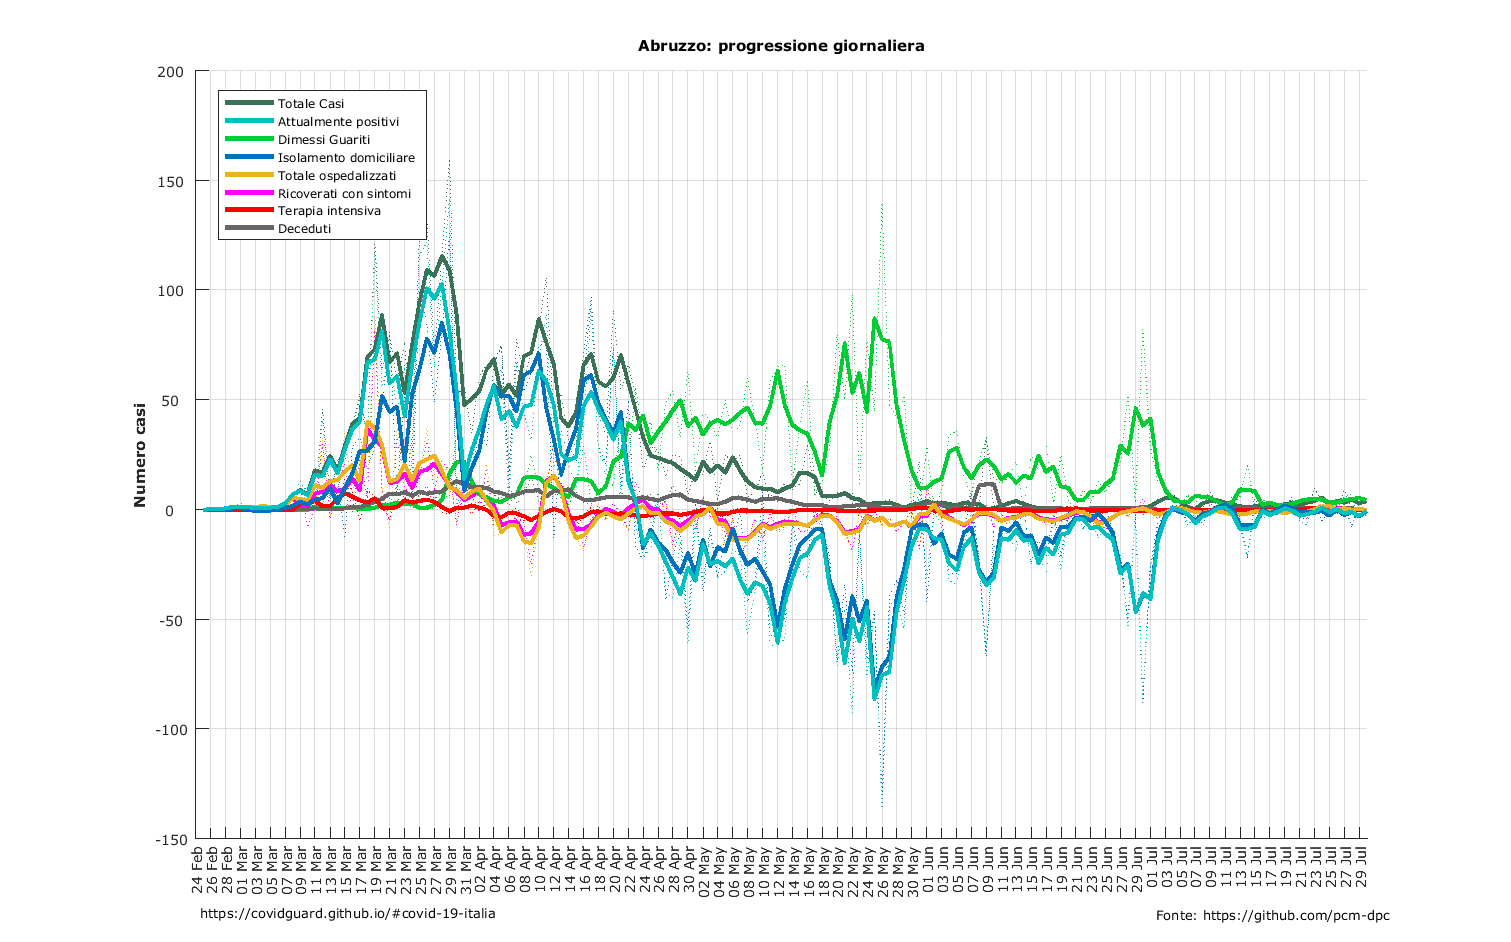 Abruzzo: progressione giornaliera
200
150
100
50
0
-50
-100
-150
Numero casi
Totale Casi
Attualmente positivi
Dimessi Guariti
Isolamento domiciliare
Totale ospedalizzati
Ricoverati con sintomi
Terapia intensiva
Deceduti
24 Feb
26 Feb
28 Feb
01 Mar
03 Mar
05 Mar
07 Mar
09 Mar
11 Mar
13 Mar
15 Mar
17 Mar
19 Mar
21 Mar
23 Mar
25 Mar
27 Mar
29 Mar
31 Mar
02 Apr
04 Apr
06 Apr
08 Apr
10 Apr
12 Apr
14 Apr
16 Apr
18 Apr
20 Apr
22 Apr
24 Apr
26 Apr
28 Apr
30 Apr
02 May
04 May
06 May
08 May
10 May
12 May
14 May
16 May
18 May
20 May
22 May
24 May
26 May
28 May
30 May
01 Jun
03 Jun
05 Jun
07 Jun
09 Jun
11 Jun
13 Jun
15 Jun
17 Jun
19 Jun
21 Jun
23 Jun
25 Jun
27 Jun
29 Jun
01 Jul
03 Jul
05 Jul
07 Jul
09 Jul
11 Jul
13 Jul
15 Jul
17 Jul
19 Jul
21 Jul
23 Jul
25 Jul
27 Jul
29 Jul
https://covidguard.github.io/#covid-19-italia
Fonte: https://github.com/pcm-dpc